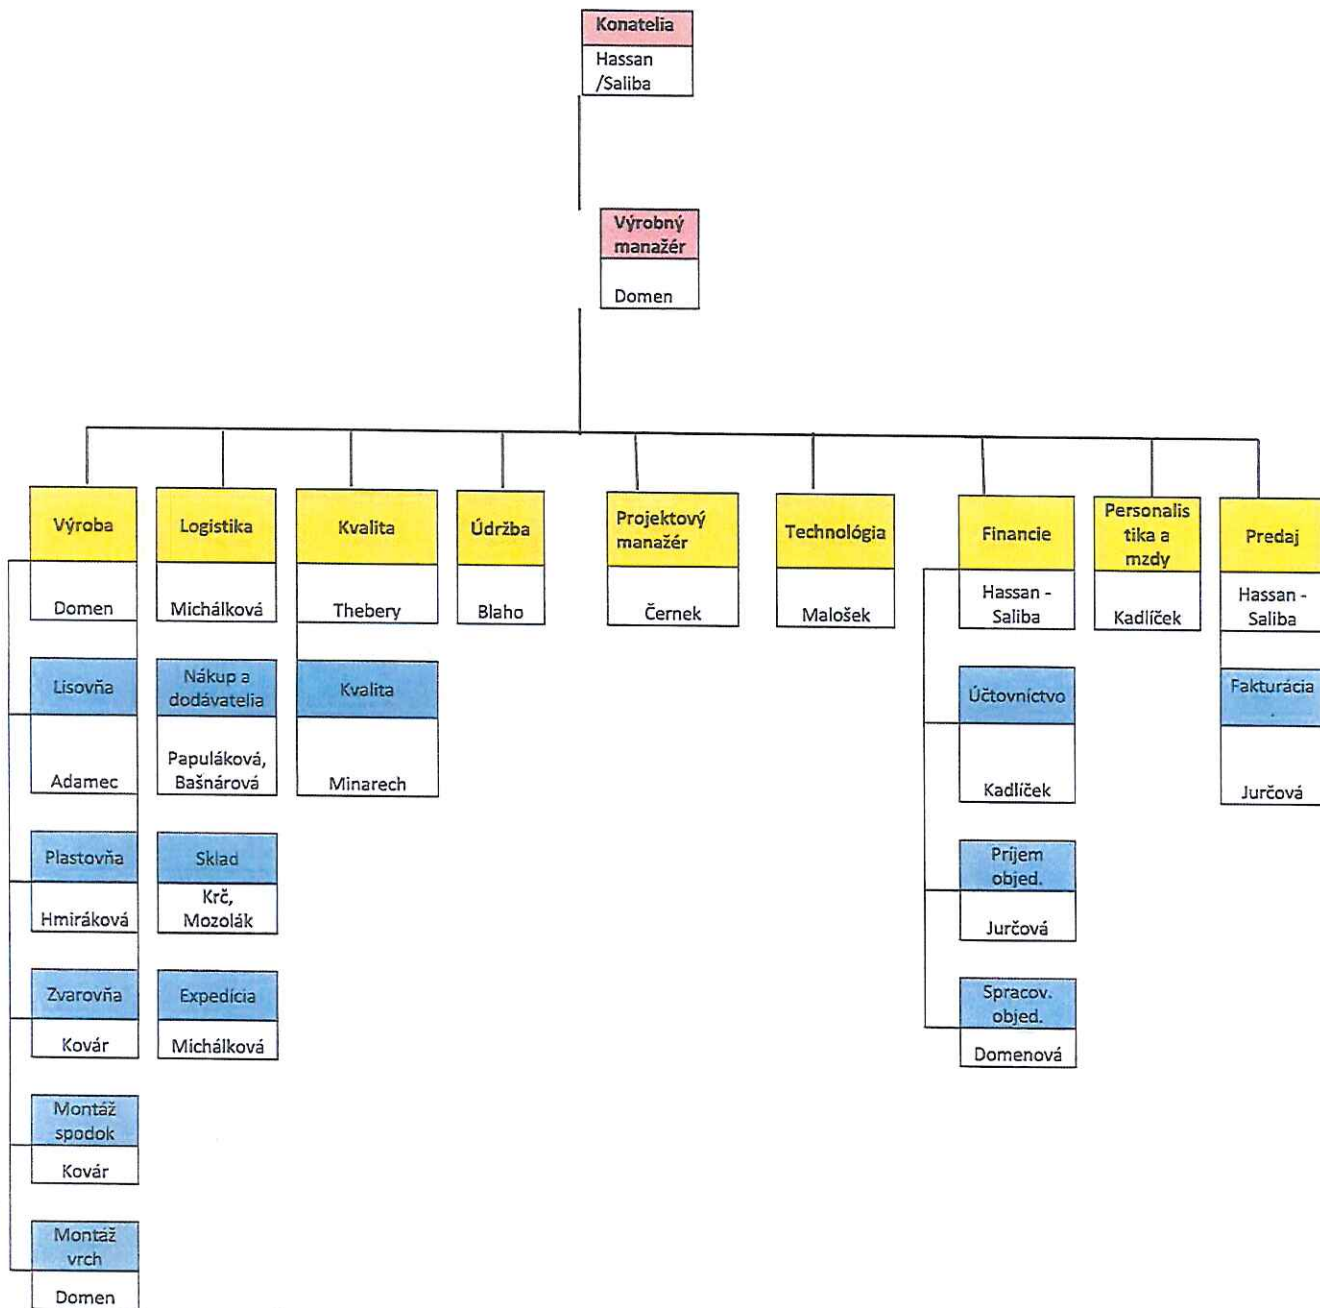 Konatelia
Hassan
/Saliba
Výrobný
manažér
Domen
Výroba
Domen
Logistika
Michálková
Kvalita
Thebery
Údržba
Blaho
Projektový
manažér
Černek
Technológia
Malošek
Financie
Hassan -
Saliba
Personalis
tika a
mzdy
Kadlíček
Predaj
Hassan -
Saliba
Lisovňa
Adamec
Nákup a
dodávatelia
Papuláková,
Bašnárová
Kvalita
Minarech
Účtovníctvo
Kadlíček
Fakturácia
.
Jurčová
Plastovňa
Hmiráková
Sklad
Krč,
Mozolák
Príjem
objed.
Jurčová
Zvarovňa
Kovár
Expedícia
Michálková
Spracov.
objed.
Domenová
Montáž
spodok
Kovár
Montáž
vrch
Domen